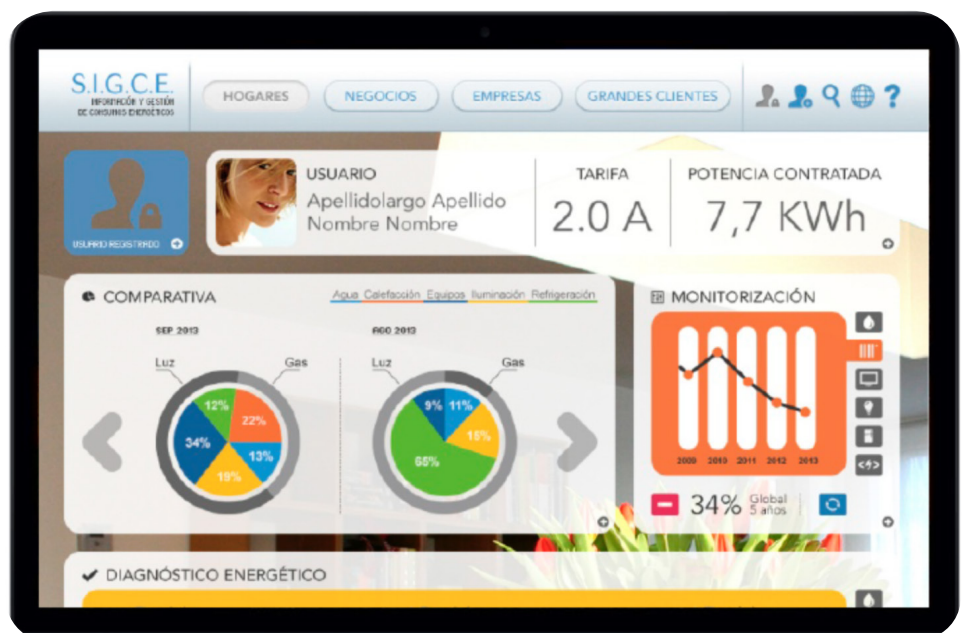 S.I.G.C.E.
INFORMACIÓN Y GESTIÓN
DE CONSUMOS ENERGÉTICOS
HOGARES
NEGOCIOS
EMPRESAS
GRANDES CLIENTES
?
USUARIO REGISTRADO
USUARIO
Apellidolargo Apellido
Nombre Nombre
TARIFA
2.0 A
POTENCIA CONTRATADA
7,7 KWh
COMPARATIVA
Agua Calefacción Equipos Iluminación Refrigeración
SEP 2013
Luz
Gas
12%
22%
34%
13%
19%
AGO 2013
Luz
Gas
9%
11%
15%
65%
MONITORIZACIÓN
2009 2010 2011 2012 2013
34% Global
5 años
DIAGNÓSTICO ENERGÉTICO